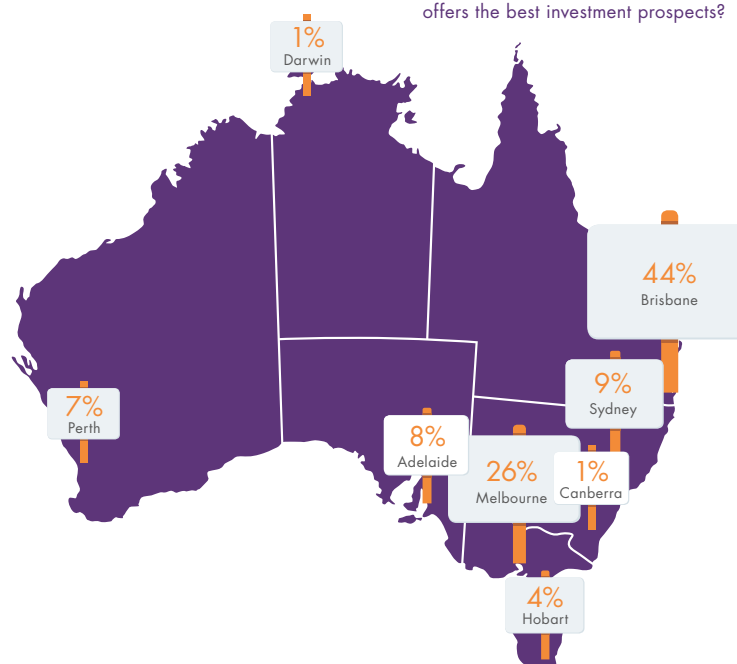 offers the best investment prospects?
1%
Darwin
44%
Brisbane
9%
Sydney
7%
Perth
8%
Adelaide
26%
Melbourne
1%
Canberra
4%
Hobart